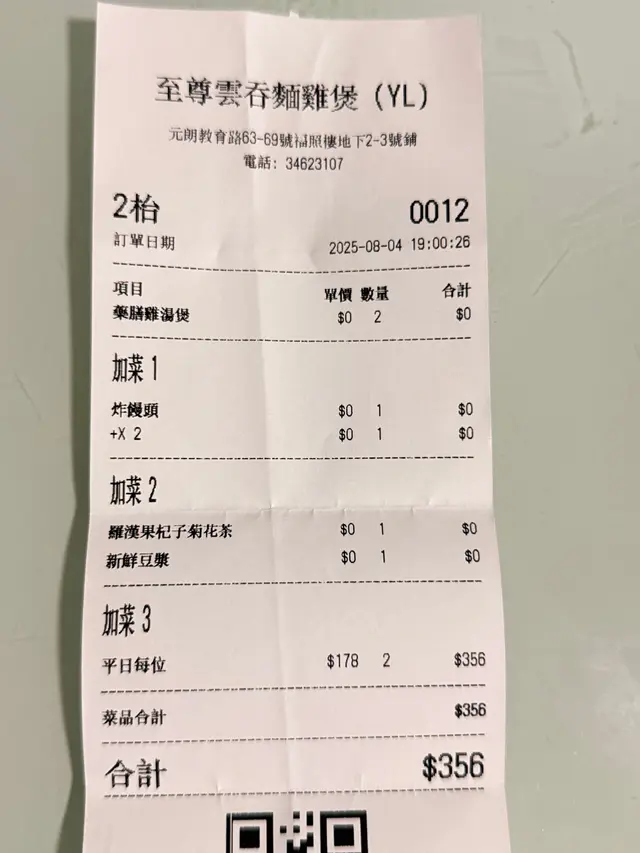 至尊雲吞麵雞煲 (YL)
元朗教育路63-69號福照樓地下2-3號鋪
電話: 34623107
2枱 0012
訂單日期 2025-08-04 19:00:26
項目 單價 數量 合計
藥膳雞湯煲 $0 2 $0
加菜 1
炸饅頭 $0 1 $0
+X 2 $0 1 $0
加菜 2
羅漢果杞子菊花茶 $0 1 $0
新鮮豆漿 $0 1 $0
加菜 3
平日每位 $178 2 $356
菜品合計 $356
合計 $356